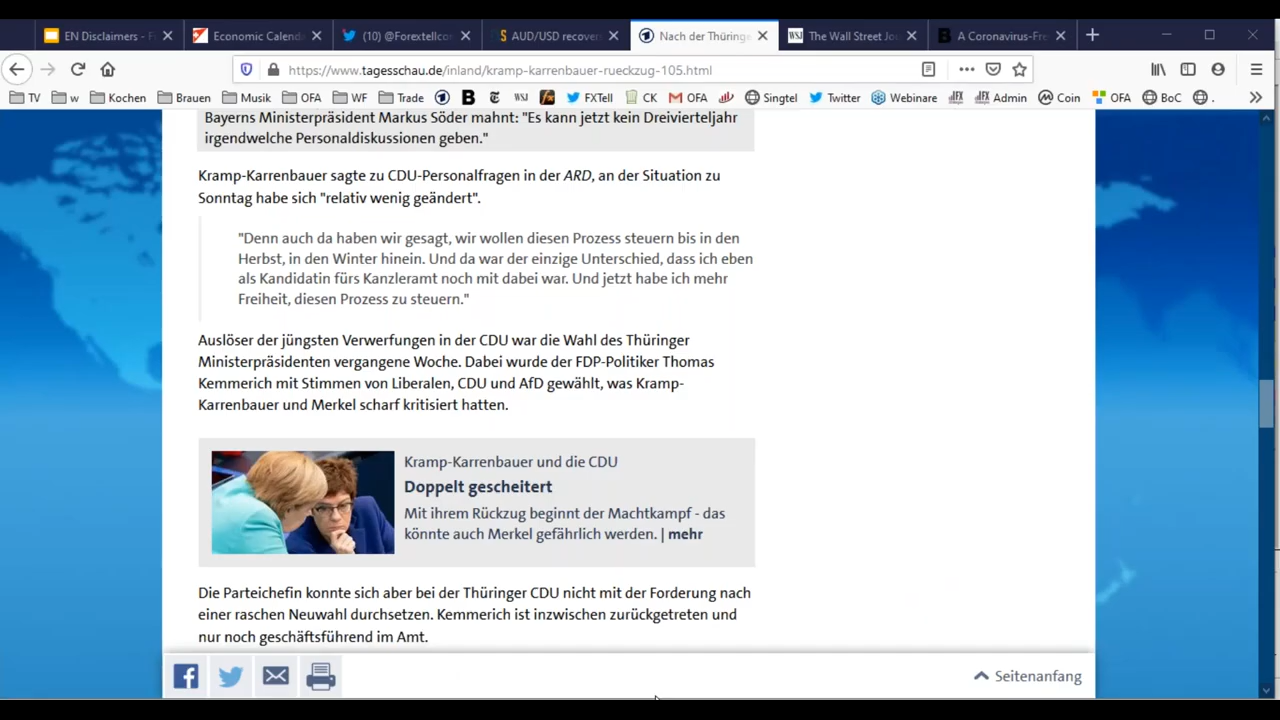 EN Disclaimers - F
Economic Calend
(10) @Forextellco
AUD/USD recover
Nach der Thüringe
WSJ
The Wall Street Jou
B
A Coronavirus-Fre
https://www.tagesschau.de/inland/kramp-karrenbauer-rueckzug-105.html
TV
w
Kochen
Brauen
Musik
OFA
WF
Trade
B
WSJ
FXTell
CK
OFA
Singtel
Twitter
Webinare
Admin
Coin
OFA
BoC
.
Bayerns Ministerpräsident Markus Söder mahnt: "Es kann jetzt kein Dreivierteljahr
irgendwelche Personaldiskussionen geben."
Kramp-Karrenbauer sagte zu CDU-Personalfragen in der ARD, an der Situation zu
Sonntag habe sich "relativ wenig geändert".
"Denn auch da haben wir gesagt, wir wollen diesen Prozess steuern bis in den
Herbst, in den Winter hinein. Und da war der einzige Unterschied, dass ich eben
als Kandidatin fürs Kanzleramt noch mit dabei war. Und jetzt habe ich mehr
Freiheit, diesen Prozess zu steuern."
Auslöser der jüngsten Verwerfungen in der CDU war die Wahl des Thüringer
Ministerpräsidenten vergangene Woche. Dabei wurde der FDP-Politiker Thomas
Kemmerich mit Stimmen von Liberalen, CDU und AfD gewählt, was Kramp-
Karrenbauer und Merkel scharf kritisiert hatten.
Kramp-Karrenbauer und die CDU
Doppelt gescheitert
Mit ihrem Rückzug beginnt der Machtkampf - das
könnte auch Merkel gefährlich werden. | mehr
Die Parteichefin konnte sich aber bei der Thüringer CDU nicht mit der Forderung nach
einer raschen Neuwahl durchsetzen. Kemmerich ist inzwischen zurückgetreten und
nur noch geschäftsführend im Amt.
Seitenanfang